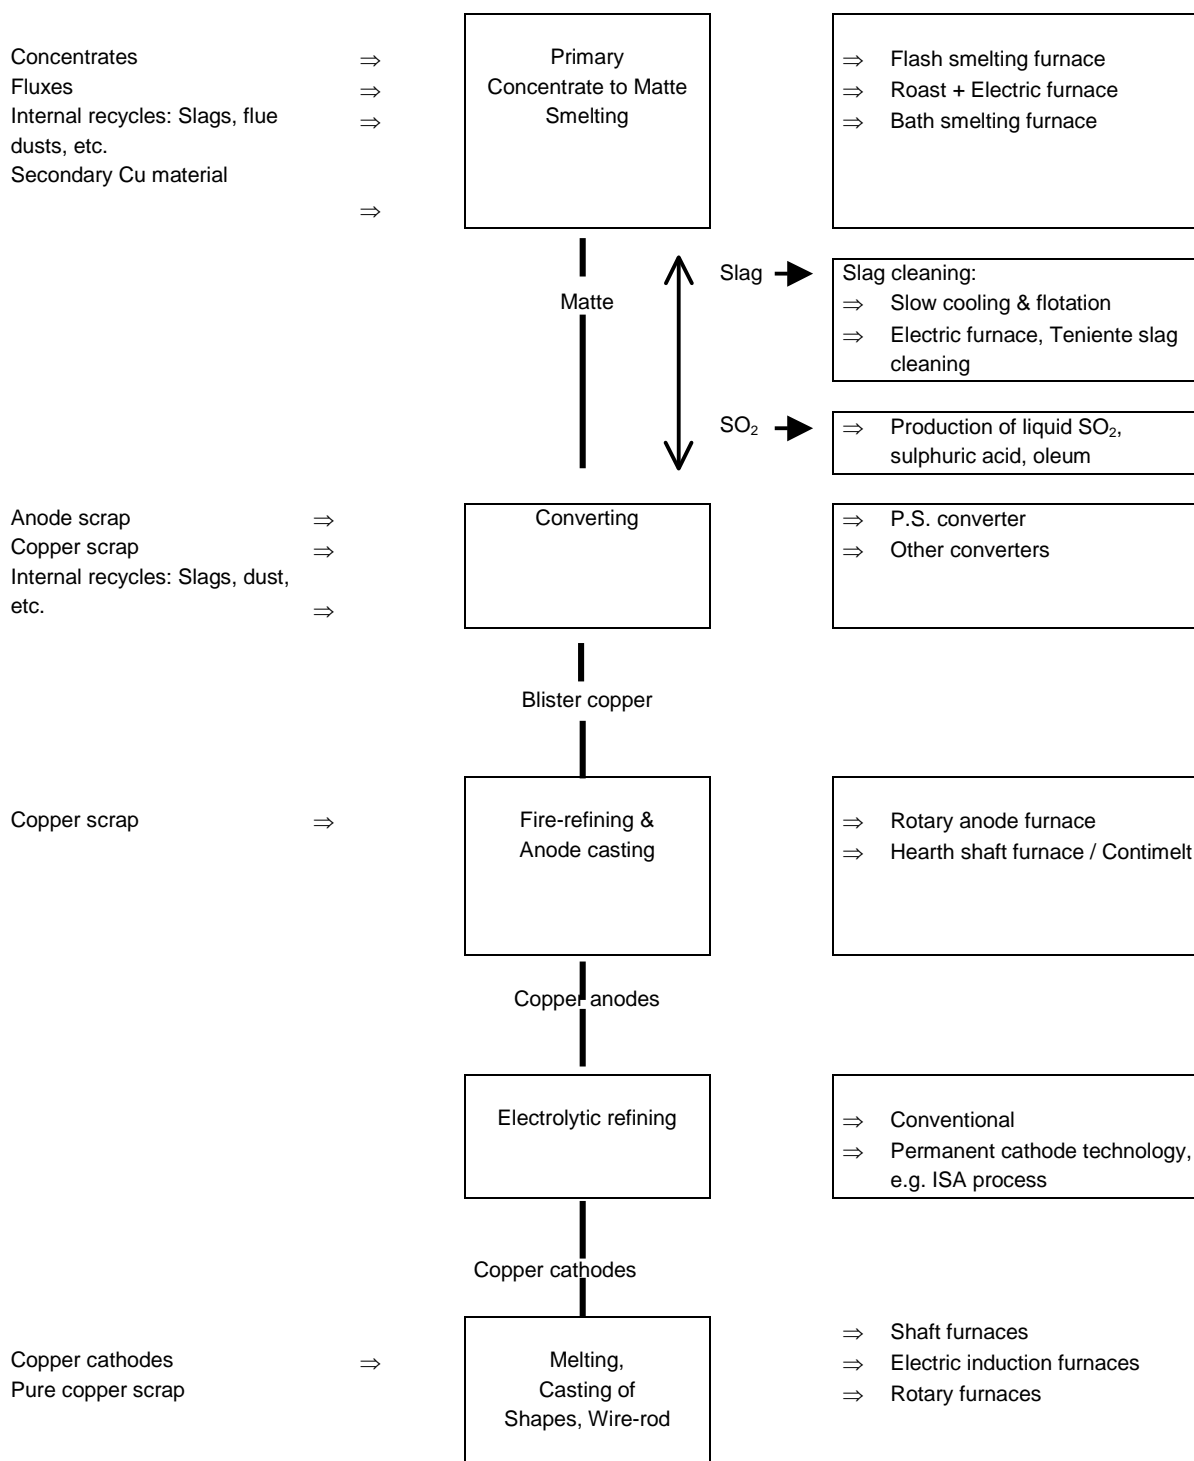 Concentrates ⇒
Fluxes ⇒
Internal recycles: Slags, flue ⇒
dusts, etc.
Secondary Cu material
⇒
Primary
Concentrate to Matte
Smelting
⇒ Flash smelting furnace
⇒ Roast + Electric furnace
⇒ Bath smelting furnace
Matte
Slag
Slag cleaning:
⇒ Slow cooling & flotation
⇒ Electric furnace, Teniente slag
cleaning
SO₂
⇒ Production of liquid SO₂,
sulphuric acid, oleum
Anode scrap ⇒
Copper scrap ⇒
Internal recycles: Slags, dust,
etc. ⇒
Converting
⇒ P.S. converter
⇒ Other converters
Blister copper
Copper scrap ⇒
Fire-refining &
Anode casting
⇒ Rotary anode furnace
⇒ Hearth shaft furnace / Contimelt
Copper anodes
Electrolytic refining
⇒ Conventional
⇒ Permanent cathode technology,
e.g. ISA process
Copper cathodes
Copper cathodes ⇒
Pure copper scrap
Melting,
Casting of
Shapes, Wire-rod
⇒ Shaft furnaces
⇒ Electric induction furnaces
⇒ Rotary furnaces